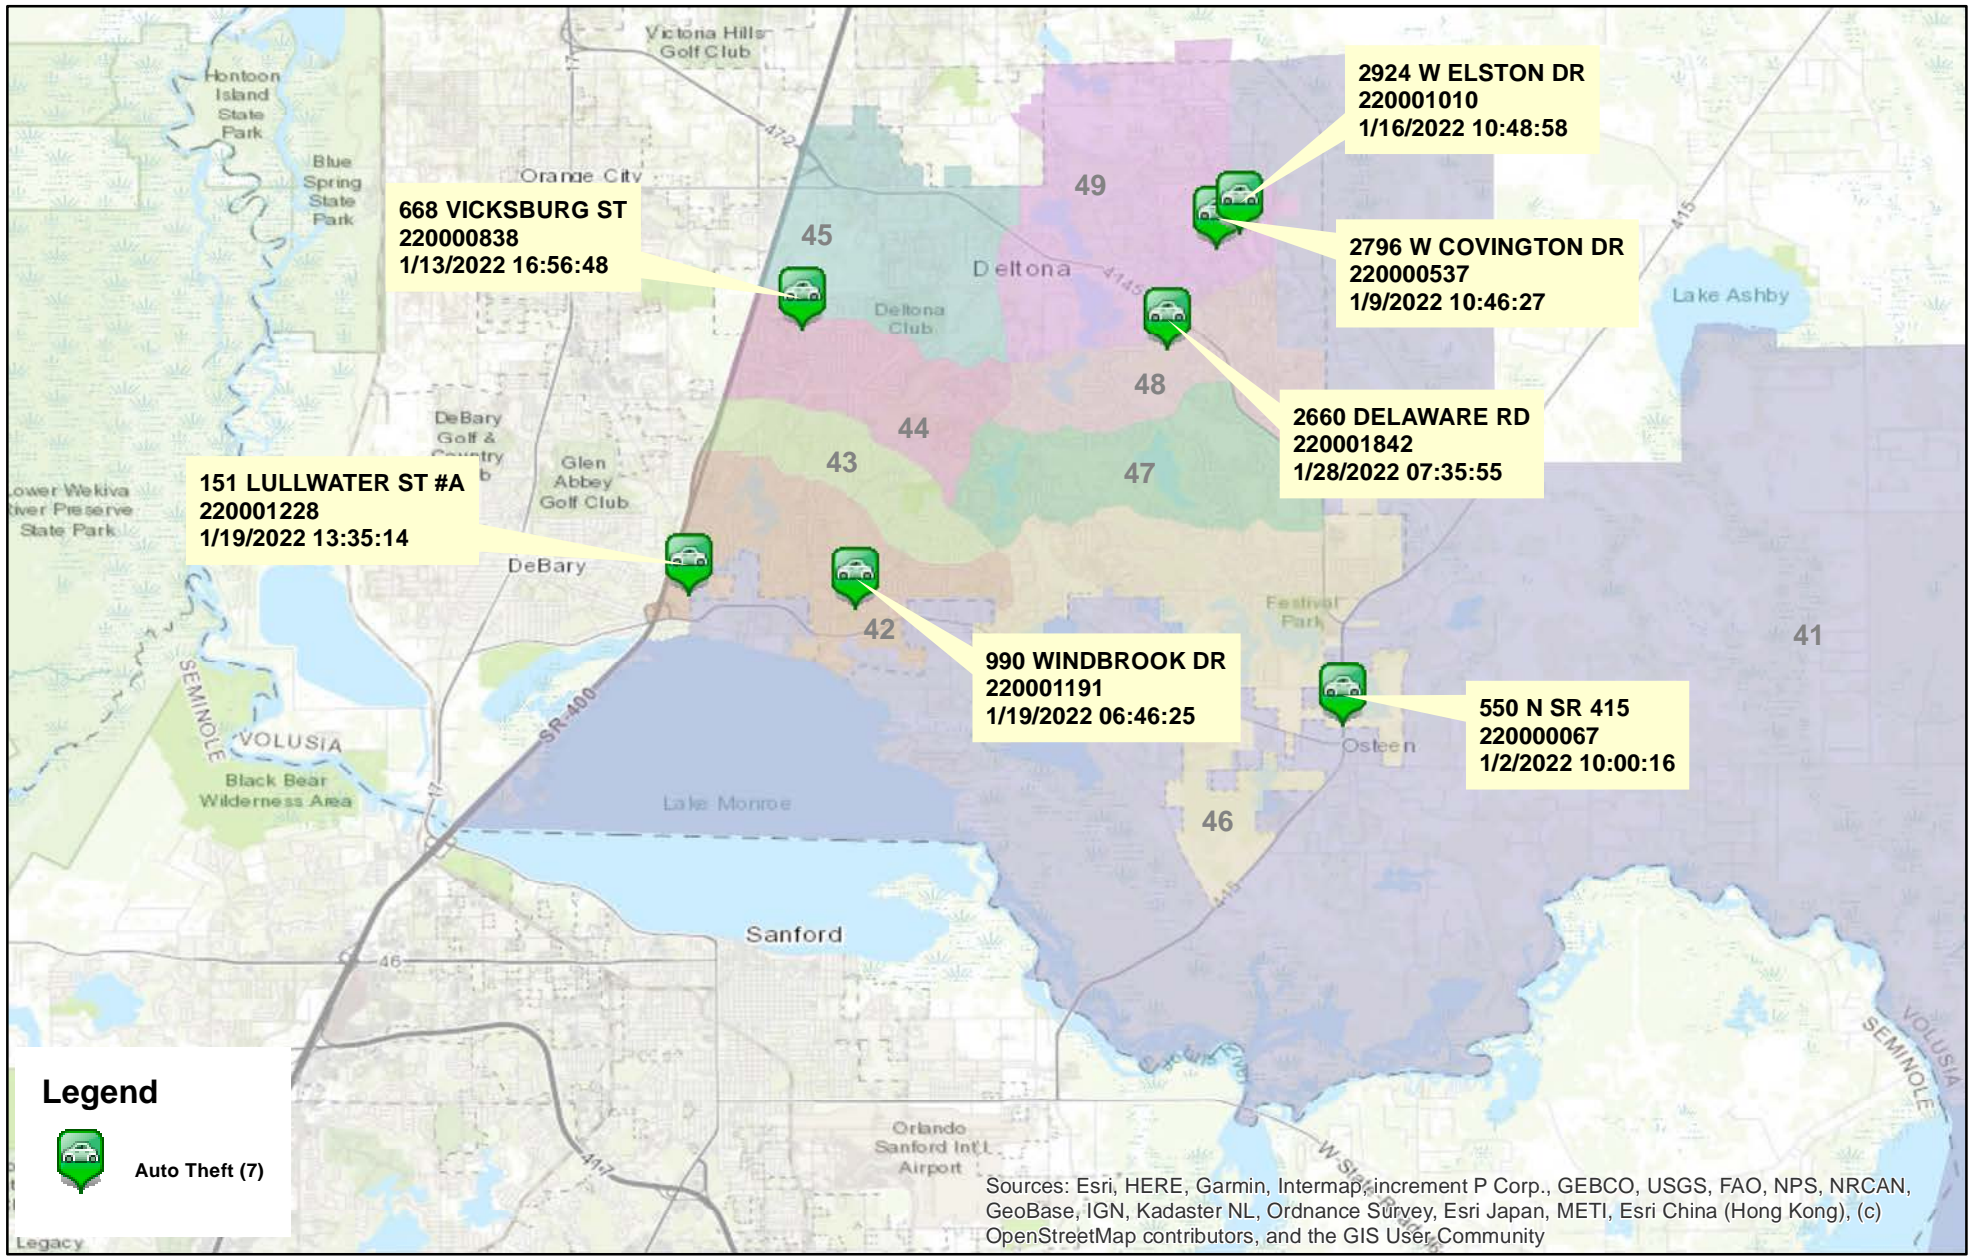 Victoria Hills
Golf Club
17
472
Hontoon
Island
State
Park
Blue
Spring
State
Park
Orange City
2924 W ELSTON DR
220001010
1/16/2022 10:48:58
49
668 VICKSBURG ST
220000838
1/13/2022 16:56:48
45
415
2796 W COVINGTON DR
220000537
1/9/2022 10:46:27
Deltona
4145
Lake Ashby
Deltona
Club
48
2660 DELAWARE RD
220001842
1/28/2022 07:35:55
DeBary
Golf &
44
43
47
Glen
Abbey
Golf Club
151 LULLWATER ST #A
220001228
1/19/2022 13:35:14
ower Wekiva
River Preserve
State Park
DeBary
Festival
Park
42
41
990 WINDBROOK DR
220001191
1/19/2022 06:46:25
550 N SR 415
220000067
1/2/2022 10:00:16
Osteen
SEMINOLE
VOLUSIA
SR-400
Black Bear
Wilderness Area
17
Lake Monroe
46
415
Sanford
46
VOLUSIA
SEMINOLE
Legend
Auto Theft (7)
417
Orlando
Sanford Int'l
Airport
Sources: Esri, HERE, Garmin, Intermap, increment P Corp., GEBCO, USGS, FAO, NPS, NRCAN,
GeoBase, IGN, Kadaster NL, Ordnance Survey, Esri Japan, METI, Esri China (Hong Kong), (c)
OpenStreetMap contributors, and the GIS User Community
Legacy